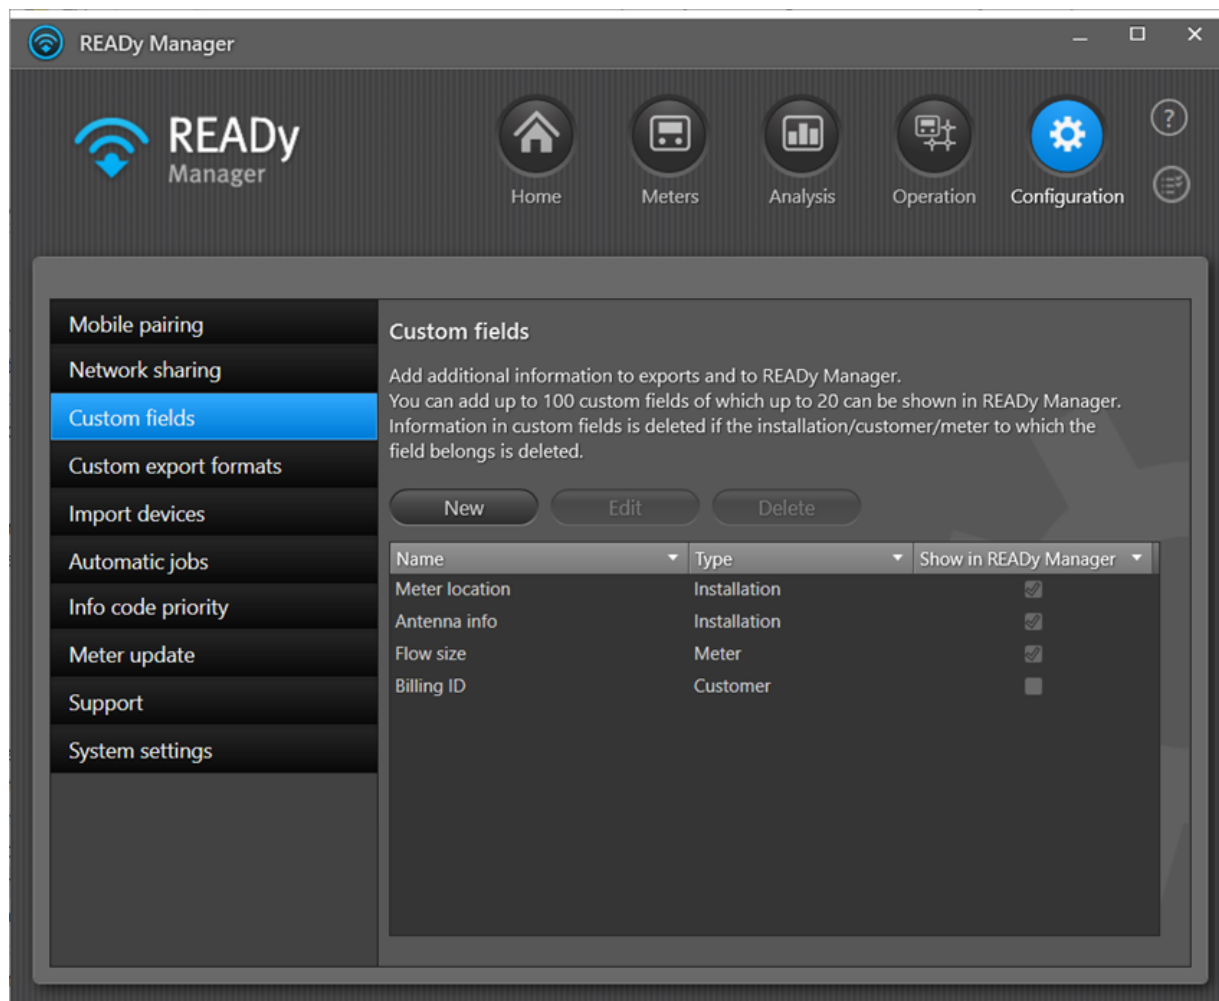 READy Manager
READy
Manager
Home
Meters
Analysis
Operation
Configuration
?
Mobile pairing
Network sharing
Custom fields
Custom export formats
Import devices
Automatic jobs
Info code priority
Meter update
Support
System settings
Custom fields
Add additional information to exports and to READy Manager.
You can add up to 100 custom fields of which up to 20 can be shown in READy Manager.
Information in custom fields is deleted if the installation/customer/meter to which the
field belongs is deleted.
New Edit Delete
Name Type Show in READy Manager
Meter location Installation
Antenna info Installation
Flow size Meter
Billing ID Customer